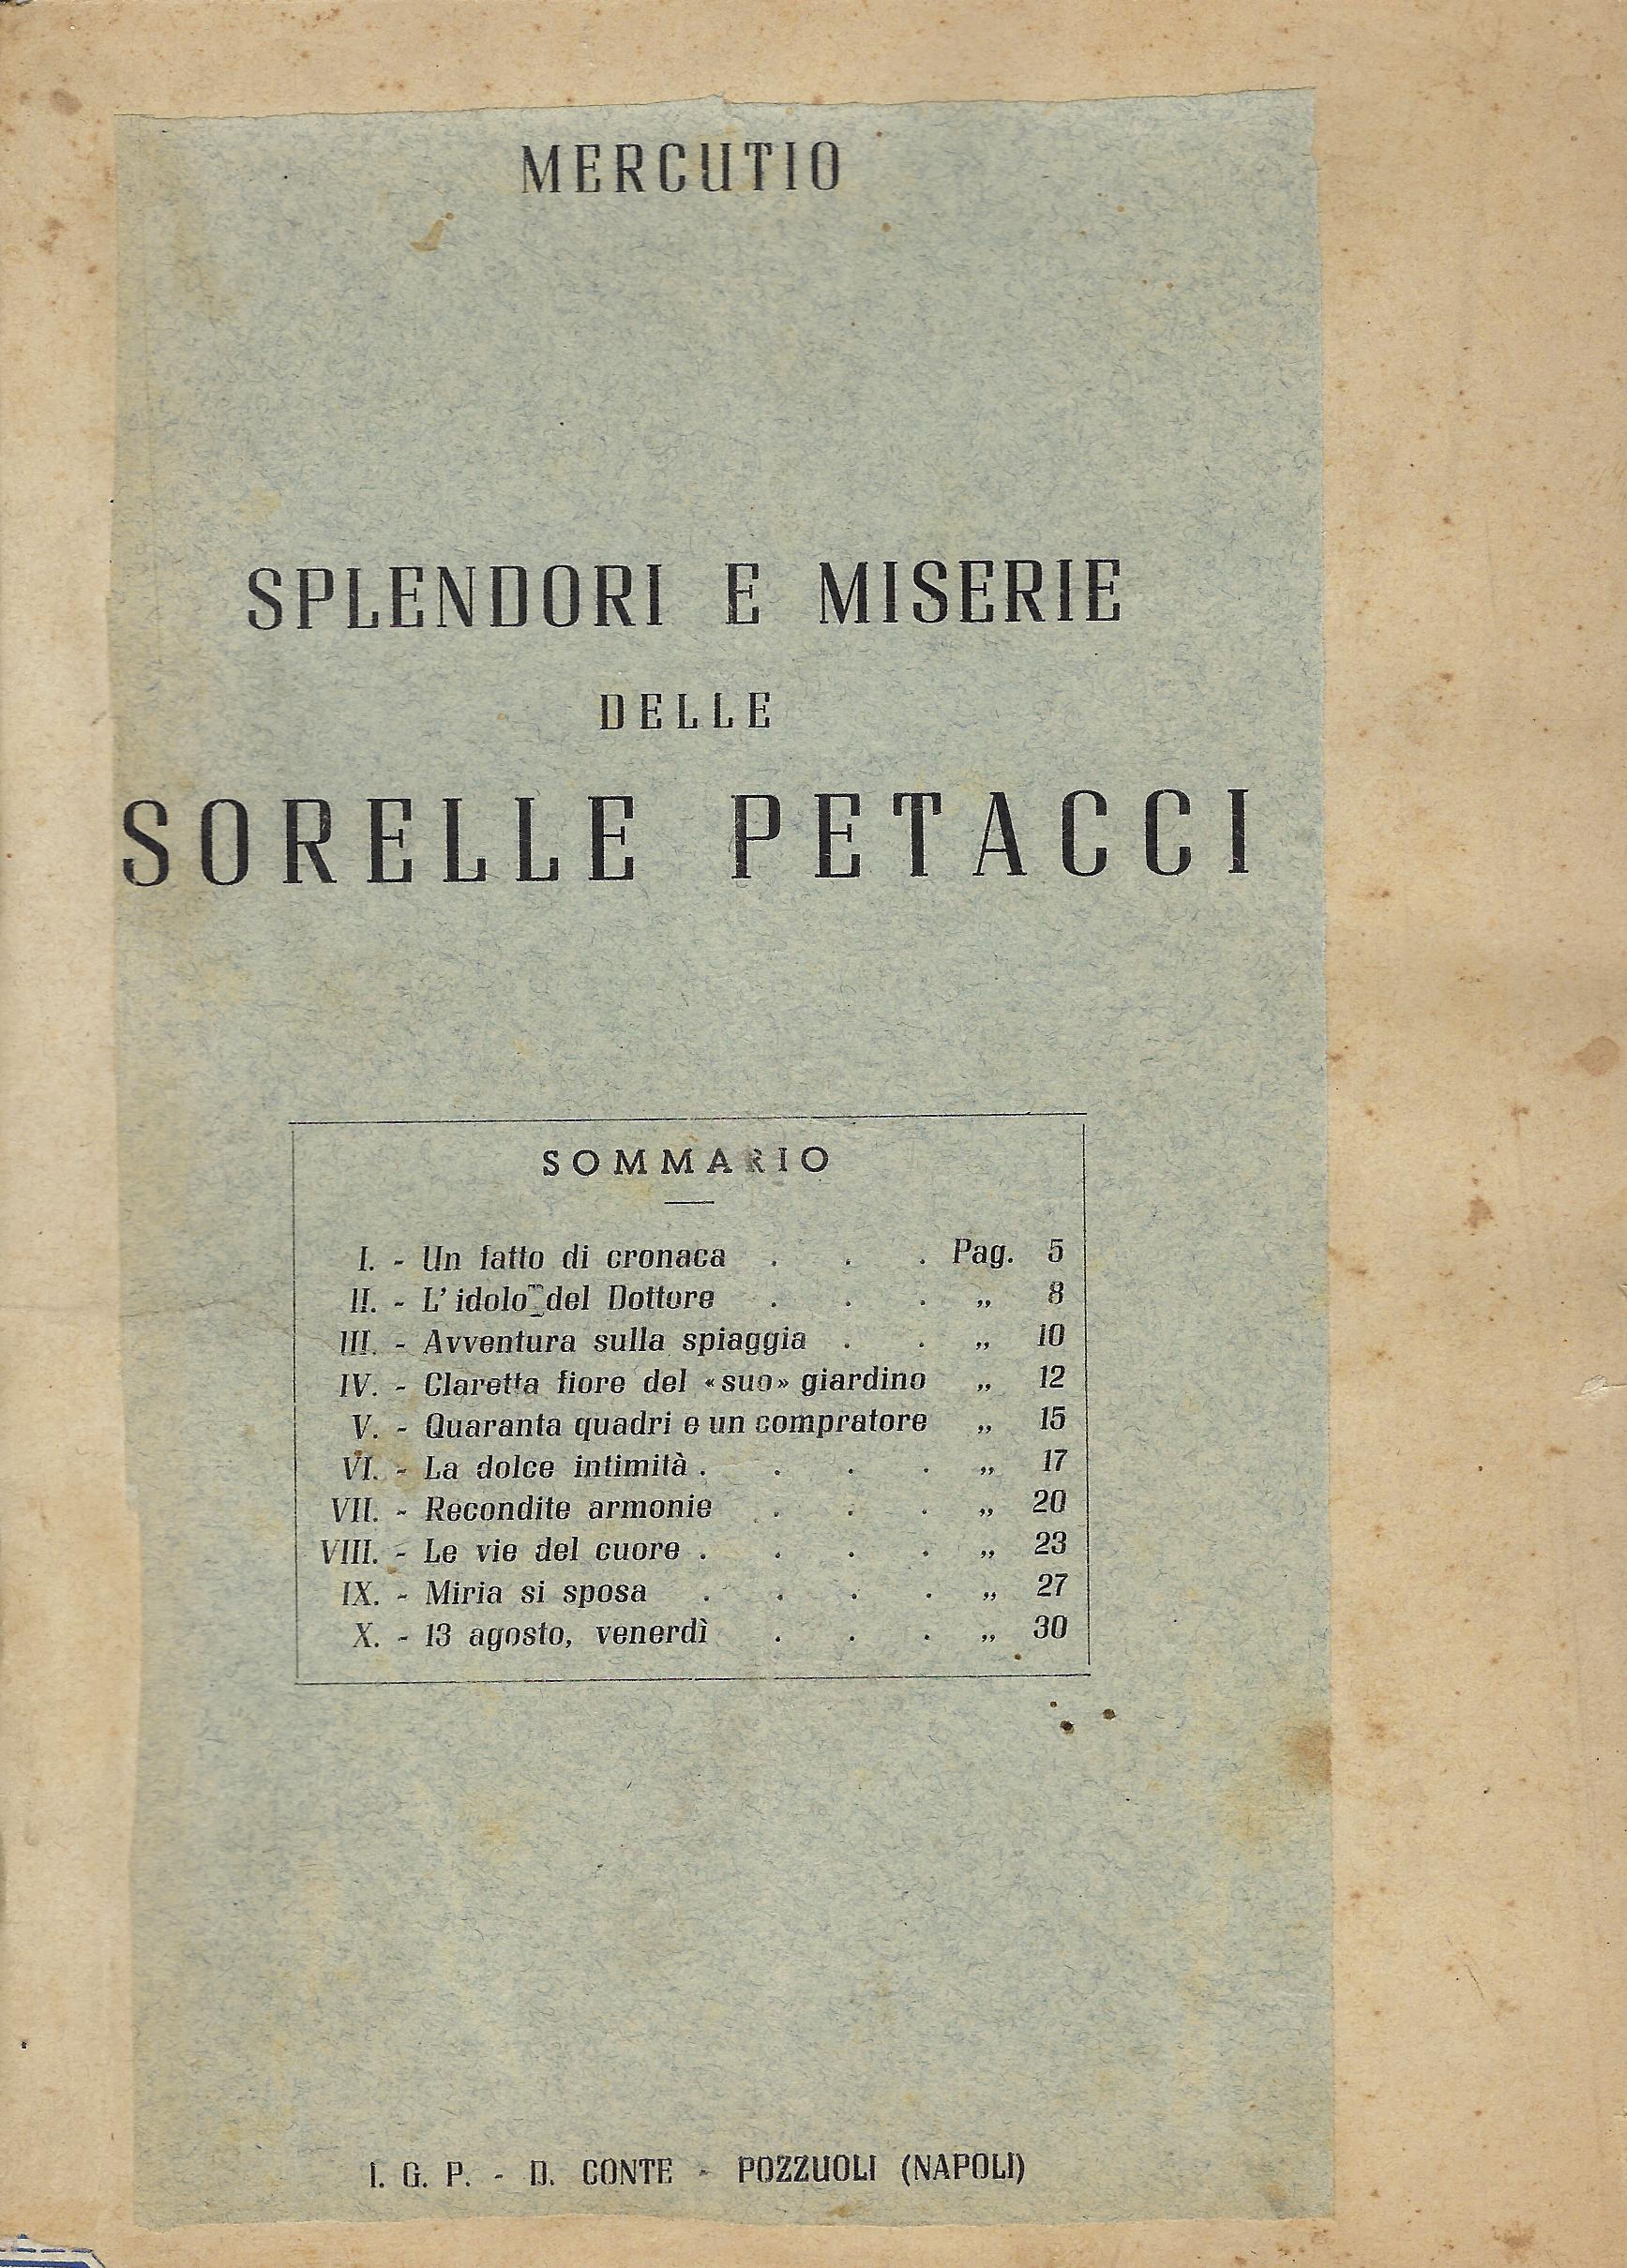 MERCUTIO
SPLENDORI E MISERIE
DELLE
SORELLE PETACCI
SOMMARIO
I. - Un fatto di cronaca . . . Pag. 5
II. - L' idolo del Dottore . . . „ 8
III. - Avventura sulla spiaggia . . „ 10
IV. - Claretta fiore del «suo» giardino „ 12
V. - Quaranta quadri e un compratore „ 15
VI. - La dolce intimità . . . . „ 17
VII. - Recondite armonie . . . „ 20
VIII. - Le vie del cuore . . . . „ 23
IX. - Miria si sposa . . . . „ 27
X. - 13 agosto, venerdì . . . „ 30
I. G. P. - D. CONTE - POZZUOLI (NAPOLI)